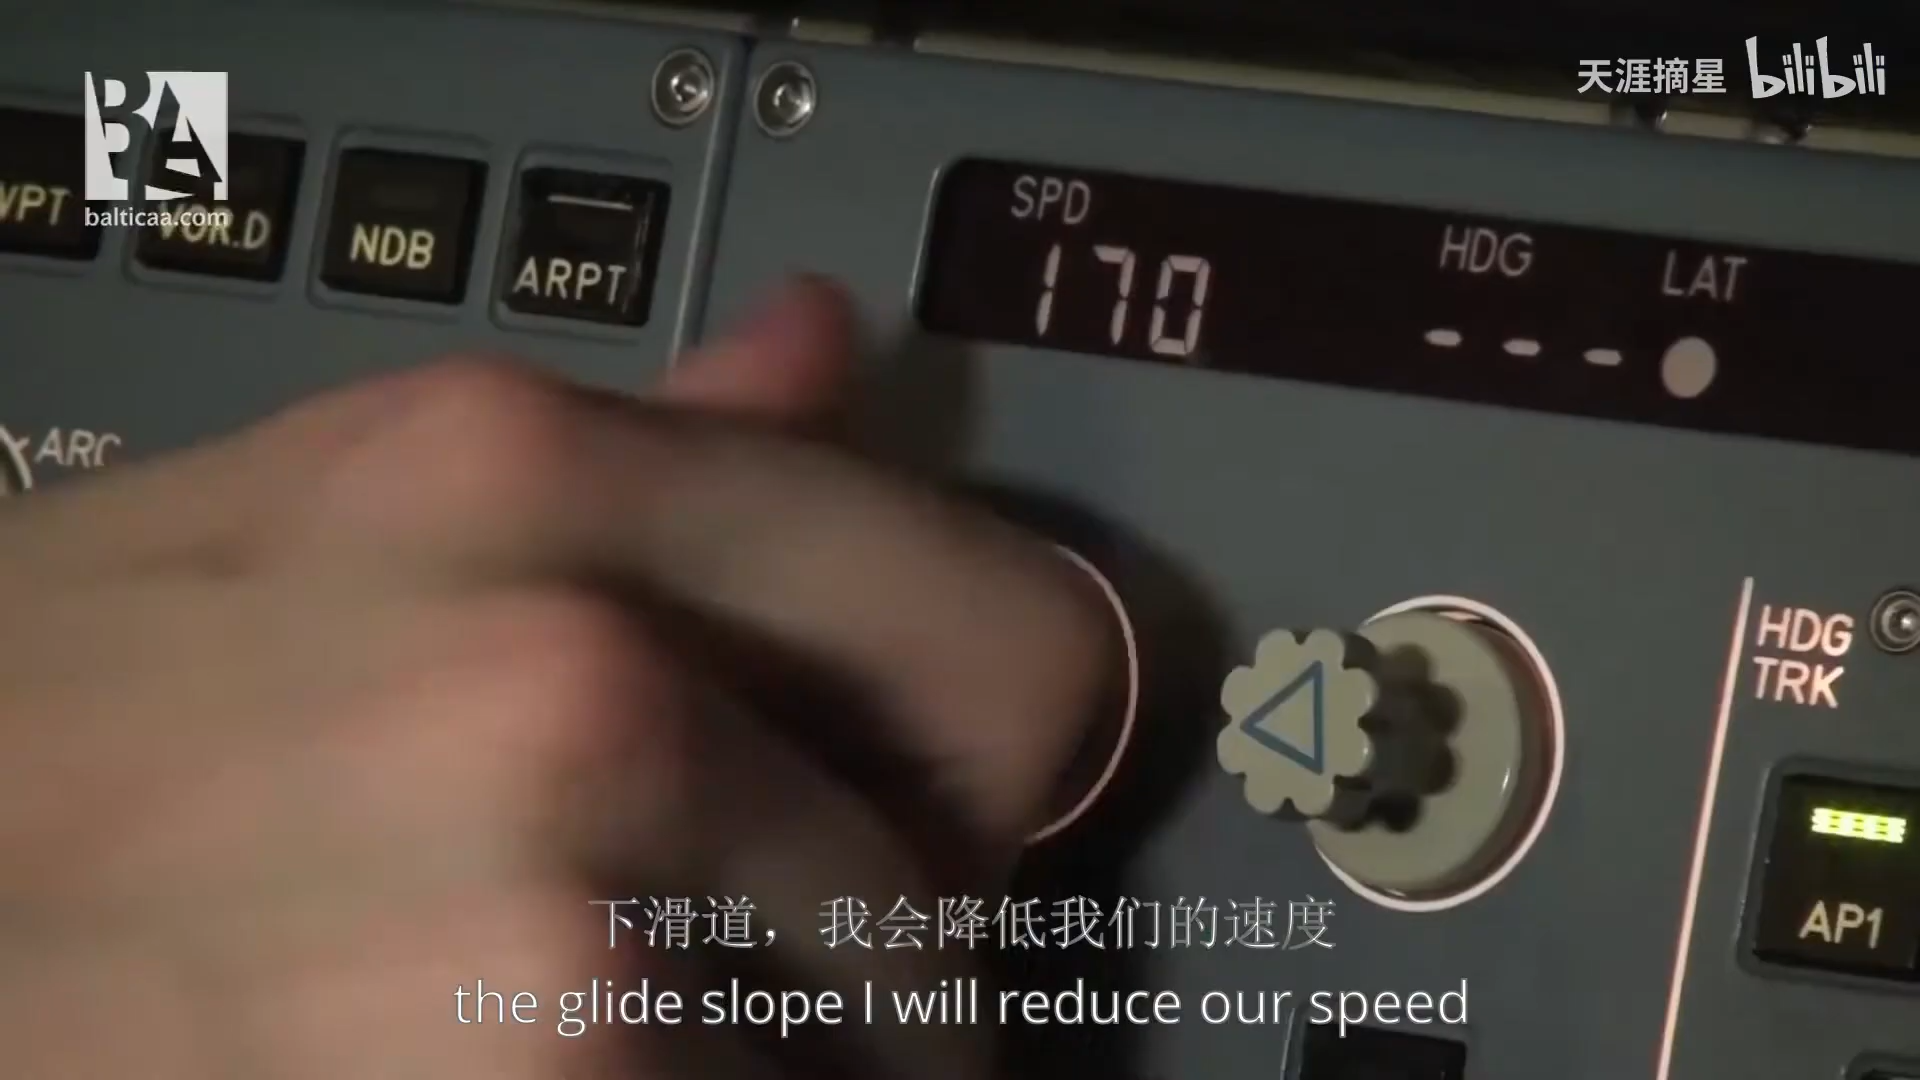 天涯摘星 bilibili
BA
balticaa.com
WPT
VOR.D
NDB
ARPT
SPD
HDG
LAT
170
- - -
ARC
HDG
TRK
AP1
下滑道，我会降低我们的速度
the glide slope I will reduce our speed